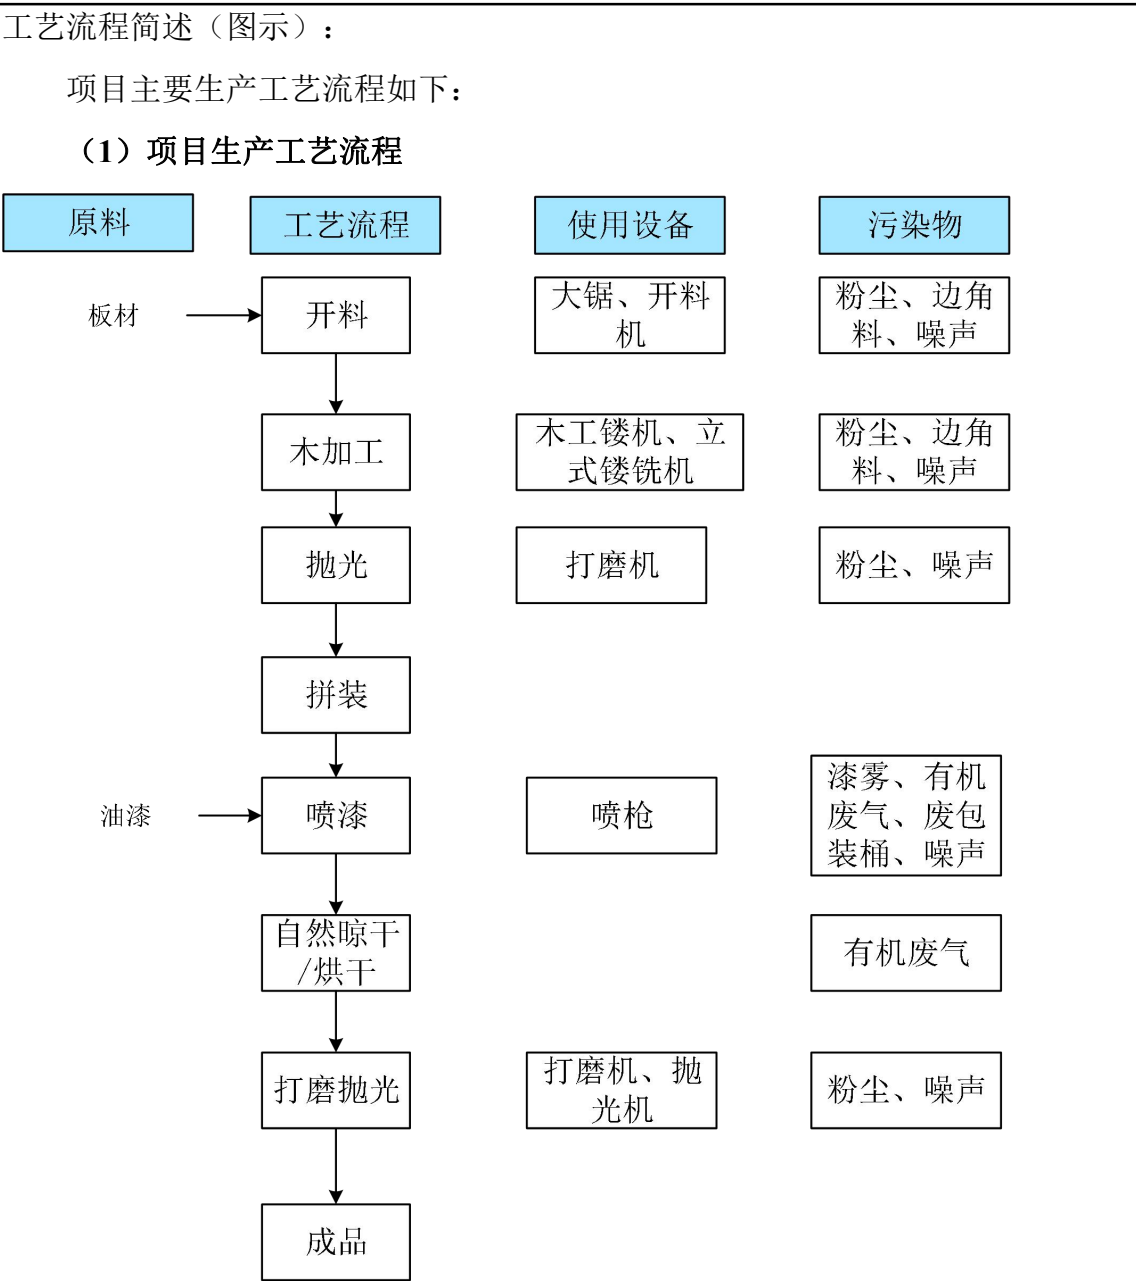 工艺流程简述（图示）：
项目主要生产工艺流程如下：
（1）项目生产工艺流程
原料
工艺流程
使用设备
污染物
板材
开料
大锯、开料
机
粉尘、边角
料、噪声
木加工
木工镂机、立
式镂铣机
粉尘、边角
料、噪声
抛光
打磨机
粉尘、噪声
拼装
油漆
喷漆
喷枪
漆雾、有机
废气、废包
装桶、噪声
自然晾干
/烘干
有机废气
打磨抛光
打磨机、抛
光机
粉尘、噪声
成品